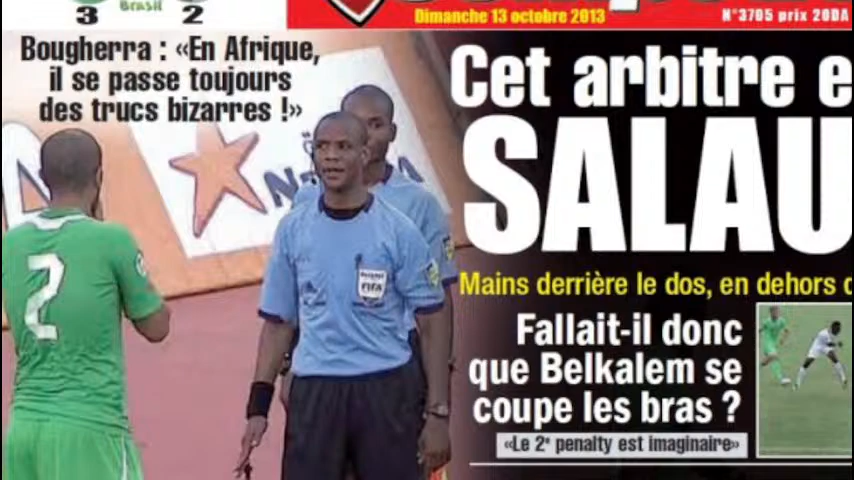 3 Brasil 2
Dimanche 13 octobre 2013
N°3705 prix 20DA
Bougherra : «En Afrique,
il se passe toujours
des trucs bizarres !»
Cet arbitre e
SALAU
Mains derrière le dos, en dehors d
Fallait-il donc
que Belkalem se
coupe les bras ?
«Le 2e penalty est imaginaire»
2
FIFA